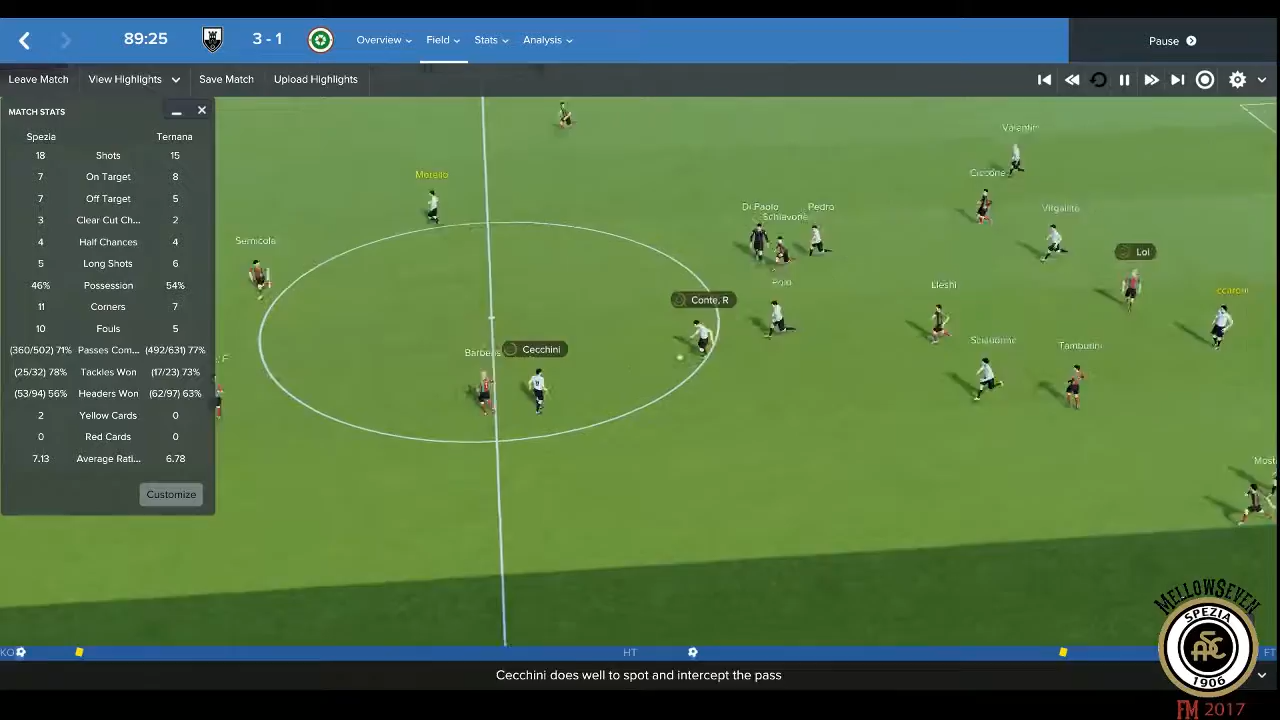 89:25 3 - 1 Overview Field Stats Analysis Pause
Leave Match View Highlights Save Match Upload Highlights
MATCH STATS
Spezia Ternana
18 Shots 15
7 On Target 8
7 Off Target 5
3 Clear Cut Ch... 2
4 Half Chances 4
5 Long Shots 6
46% Possession 54%
11 Corners 7
10 Fouls 5
(360/502) 71% Passes Com... (492/631) 77%
(25/32) 78% Tackles Won (17/23) 73%
(53/94) 56% Headers Won (62/97) 63%
2 Yellow Cards 0
0 Red Cards 0
7.13 Average Rati... 6.78
Customize
Valentini
Morello
Ciccone
Di Paolo
Schiavone
Pedro
Virgalito
Semicola
Loi
Lleshi
Conte, R
Cecchini
Tamburini
KO HT FT
Cecchini does well to spot and intercept the pass
MELLOWSEVEN
SPEZIA
ASC
1906
FM 2017